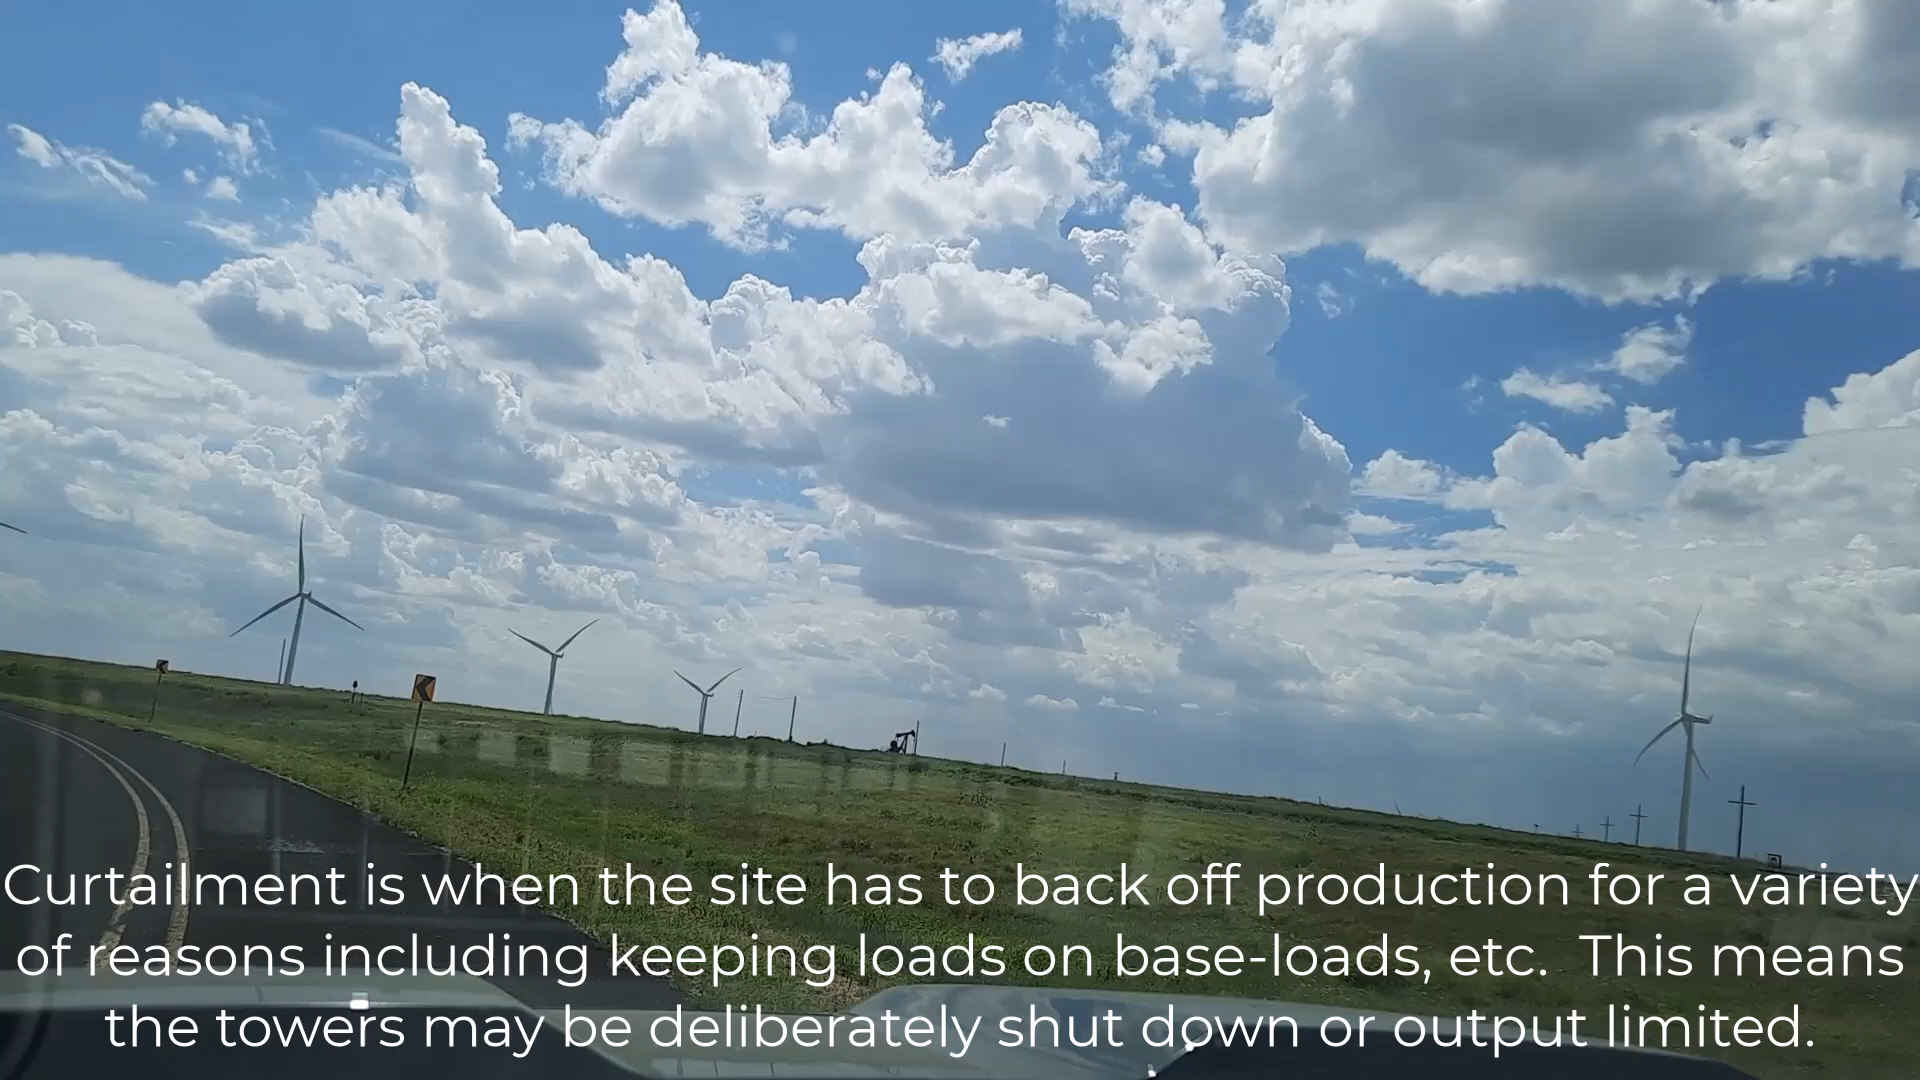 Curtailment is when the site has to back off production for a variety
of reasons including keeping loads on base-loads, etc.  This means
the towers may be deliberately shut down or output limited.